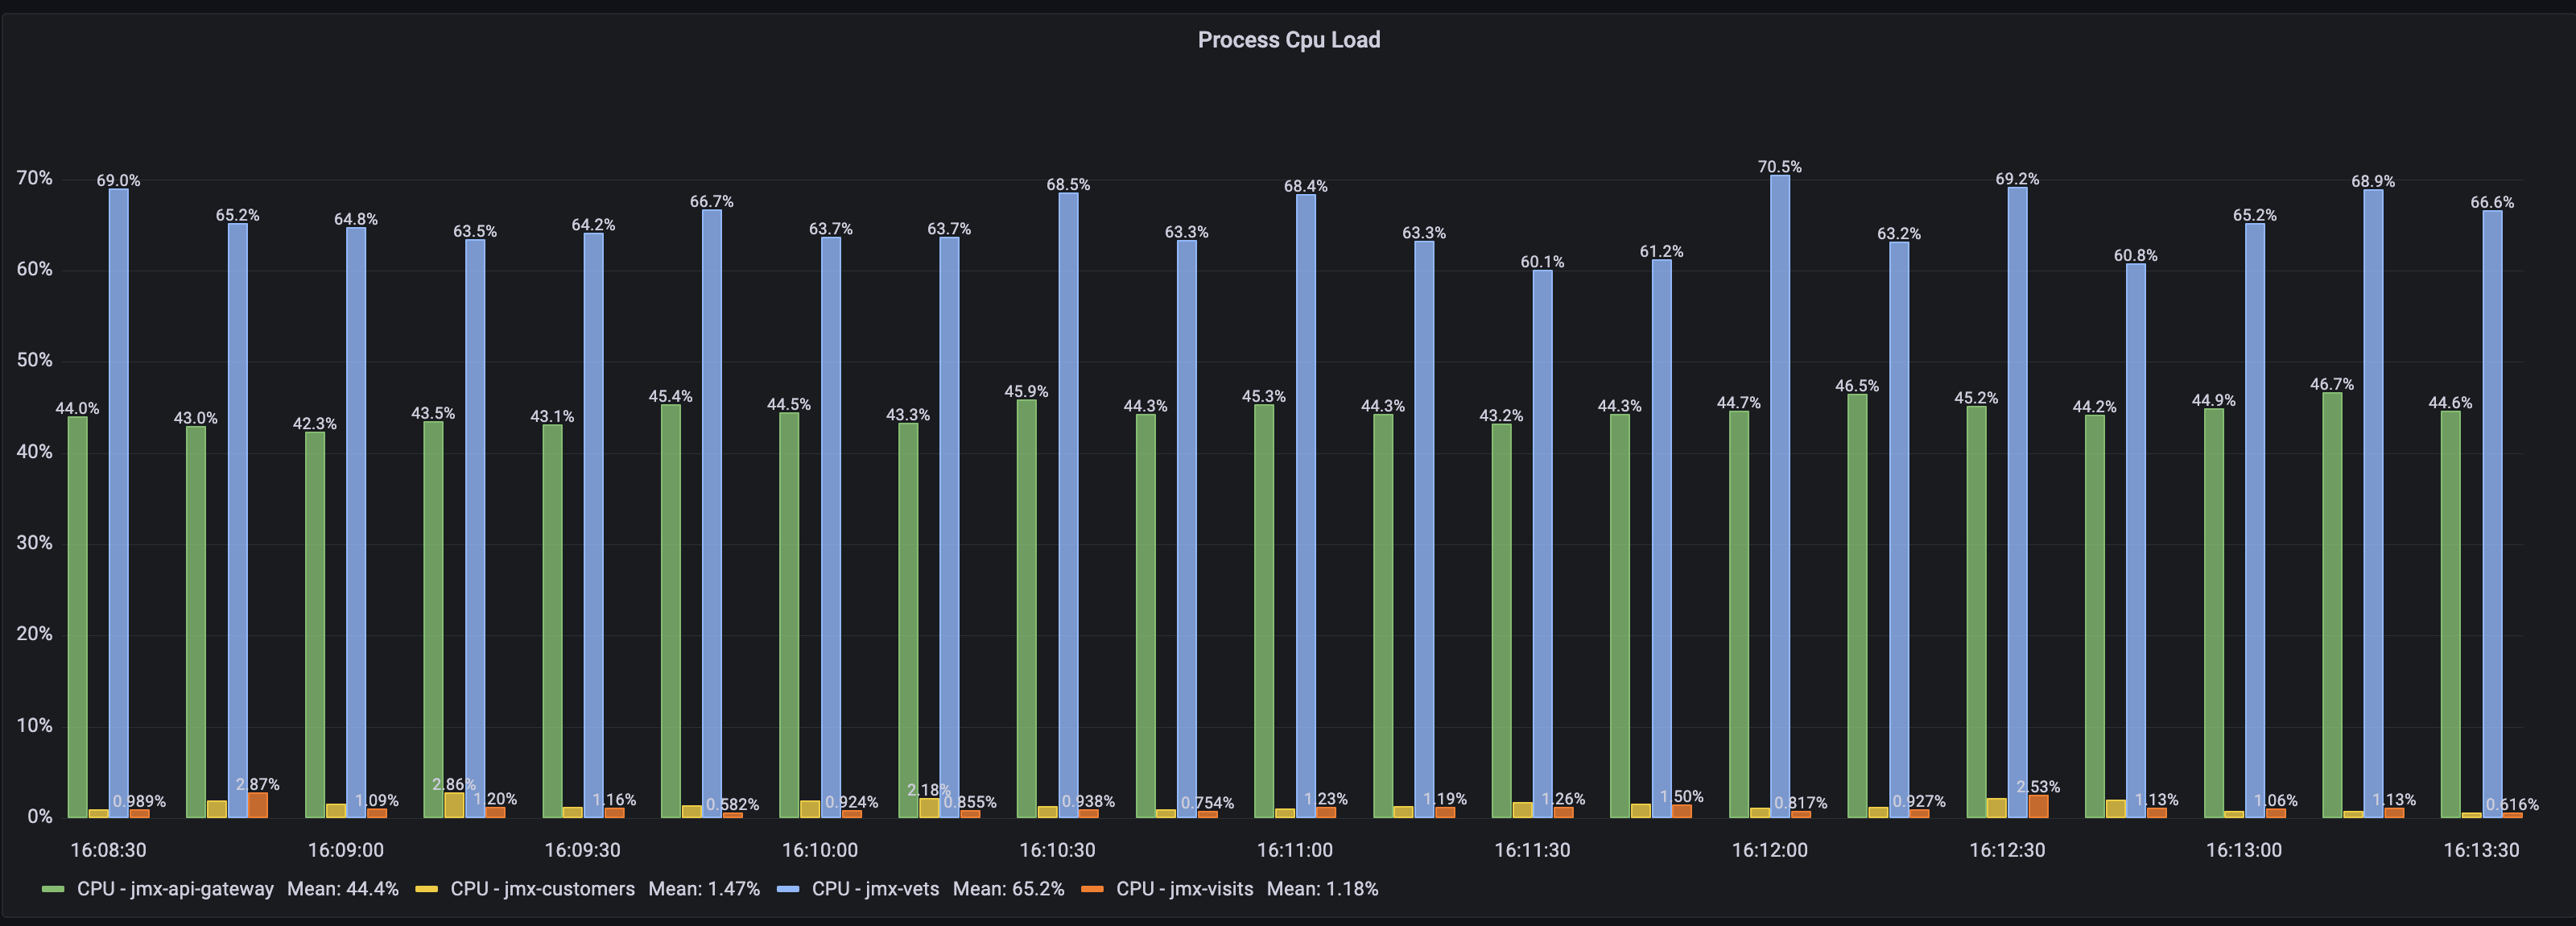 Process Cpu Load
70%
60%
50%
40%
30%
20%
10%
0%
44.0% 69.0% 0.989%
43.0% 65.2% 2.87%
42.3% 64.8% 1.09%
43.5% 2.86% 63.5% 1.20%
43.1% 64.2% 1.16%
45.4% 66.7% 0.582%
44.5% 63.7% 0.924%
43.3% 2.18% 63.7% 0.855%
45.9% 68.5% 0.938%
44.3% 63.3% 0.754%
45.3% 68.4% 1.23%
44.3% 63.3% 1.19%
43.2% 60.1% 1.26%
44.3% 61.2% 1.50%
44.7% 70.5% 0.817%
46.5% 63.2% 0.927%
45.2% 69.2% 2.53%
44.2% 60.8% 1.13%
44.9% 65.2% 1.06%
46.7% 68.9% 1.13%
44.6% 66.6% 0.616%
16:08:30 16:09:00 16:09:30 16:10:00 16:10:30 16:11:00 16:11:30 16:12:00 16:12:30 16:13:00 16:13:30
CPU - jmx-api-gateway Mean: 44.4% CPU - jmx-customers Mean: 1.47% CPU - jmx-vets Mean: 65.2% CPU - jmx-visits Mean: 1.18%